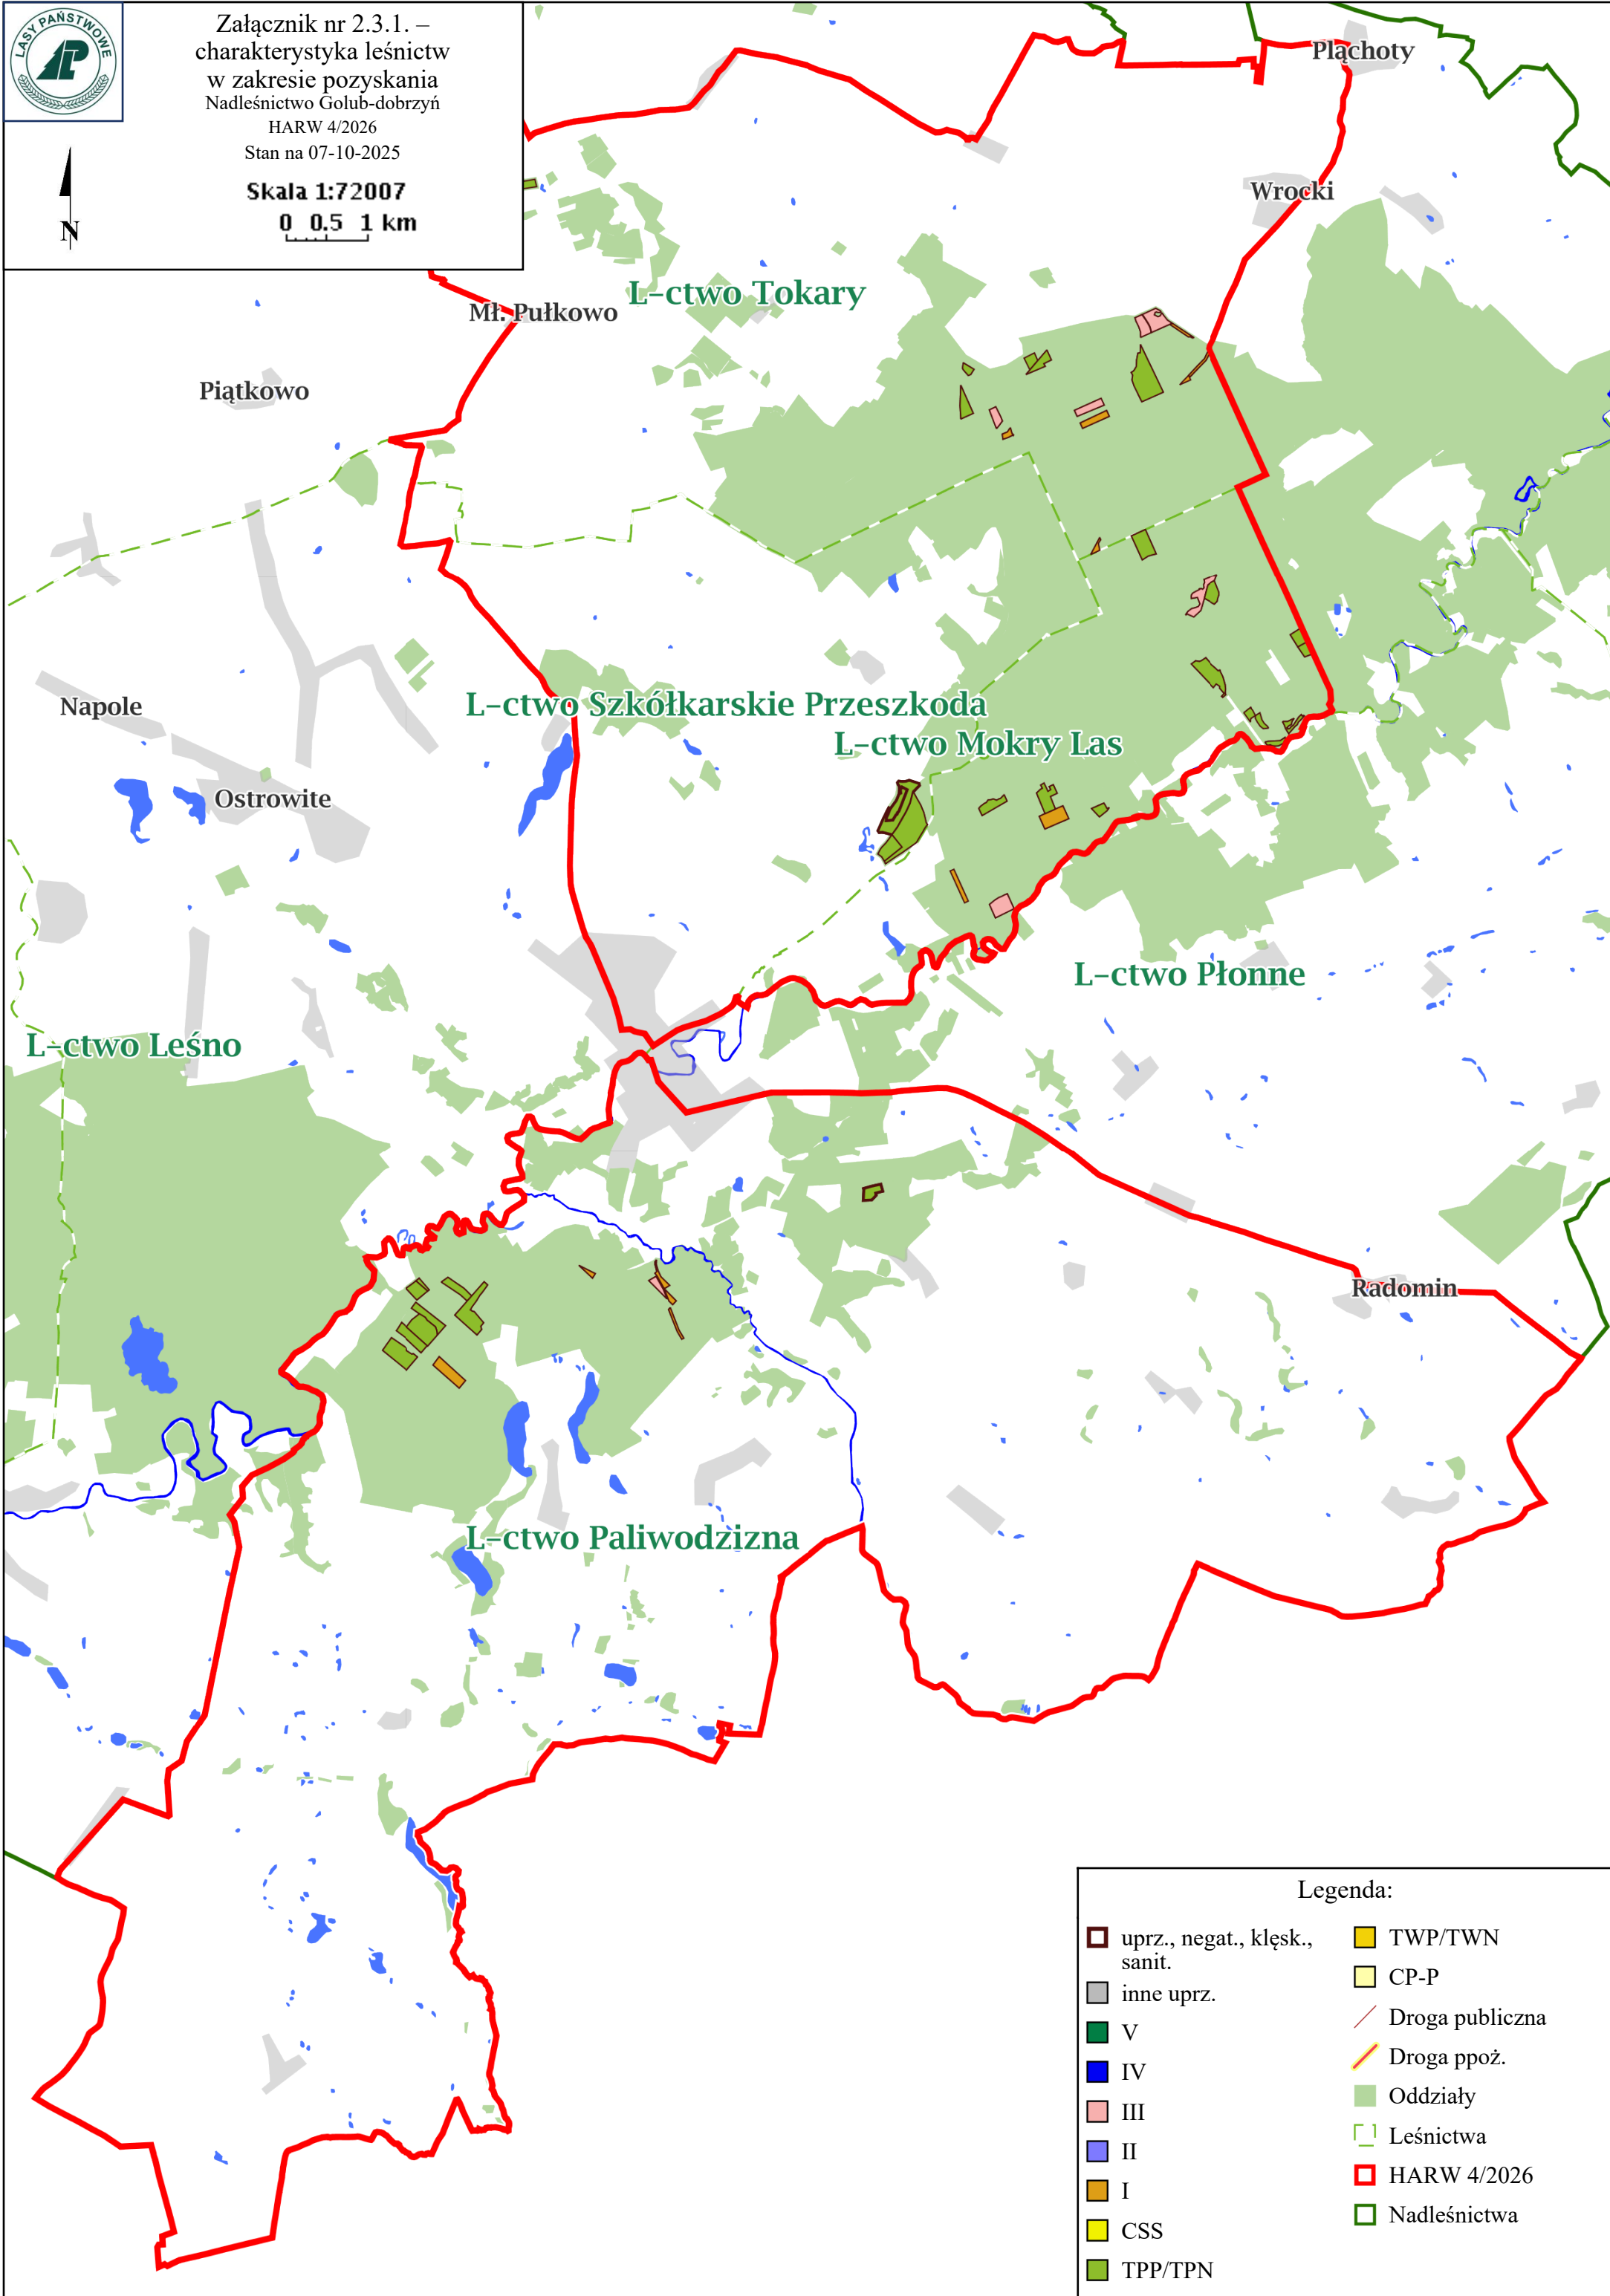 LASY PAŃSTWOWE
LP
Załącznik nr 2.3.1. –
charakterystyka leśnictw
w zakresie pozyskania
Nadleśnictwo Golub-dobrzyń
HARW 4/2026
Stan na 07-10-2025
Skala 1:72007
0 0.5 1 km
N
Pląchoty
Wrocki
L-ctwo Tokary
Mł. Pułkowo
Piątkowo
L-ctwo Szkółkarskie Przeszkoda
Napole
L-ctwo Mokry Las
Ostrowite
L-ctwo Płonne
L-ctwo Leśno
Radomin
L-ctwo Paliwodzizna
Legenda:
uprz., negat., klęsk.,
sanit.
inne uprz.
V
IV
III
II
I
CSS
TPP/TPN
TWP/TWN
CP-P
Droga publiczna
Droga ppoż.
Oddziały
Leśnictwa
HARW 4/2026
Nadleśnictwa